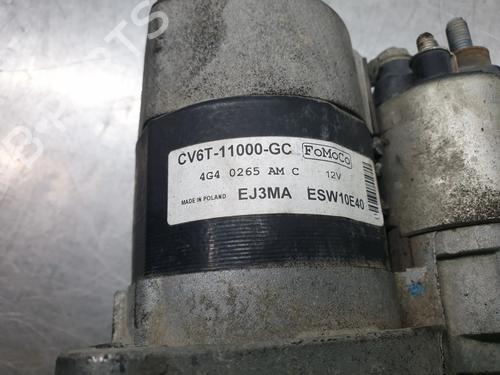 CV6T-11000-GC FoMoCo
4G4 0265 AM C 12V
MADE IN POLAND EJ3MA ESW10E40